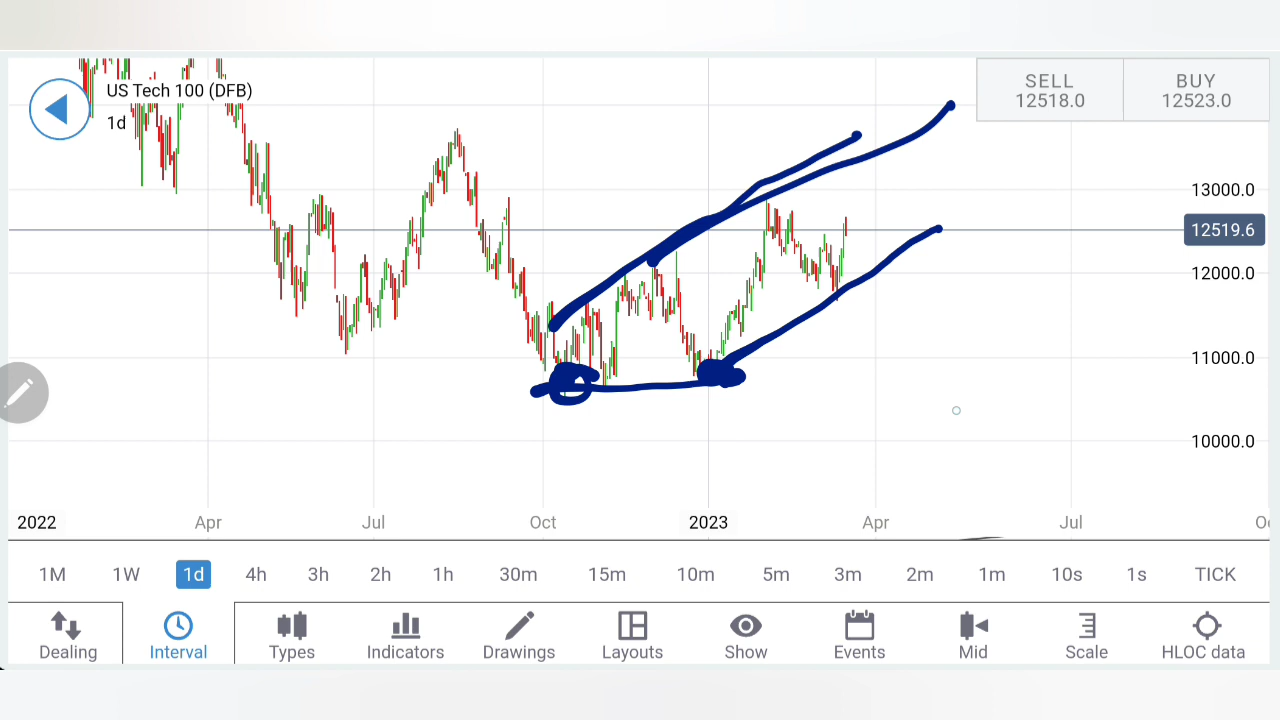 US Tech 100 (DFB)
1d
SELL
12518.0
BUY
12523.0
13000.0
12519.6
12000.0
11000.0
10000.0
2022 Apr Jul Oct 2023 Apr Jul
1M 1W 1d 4h 3h 2h 1h 30m 15m 10m 5m 3m 2m 1m 10s 1s TICK
Dealing Interval Types Indicators Drawings Layouts Show Events Mid Scale HLOC data